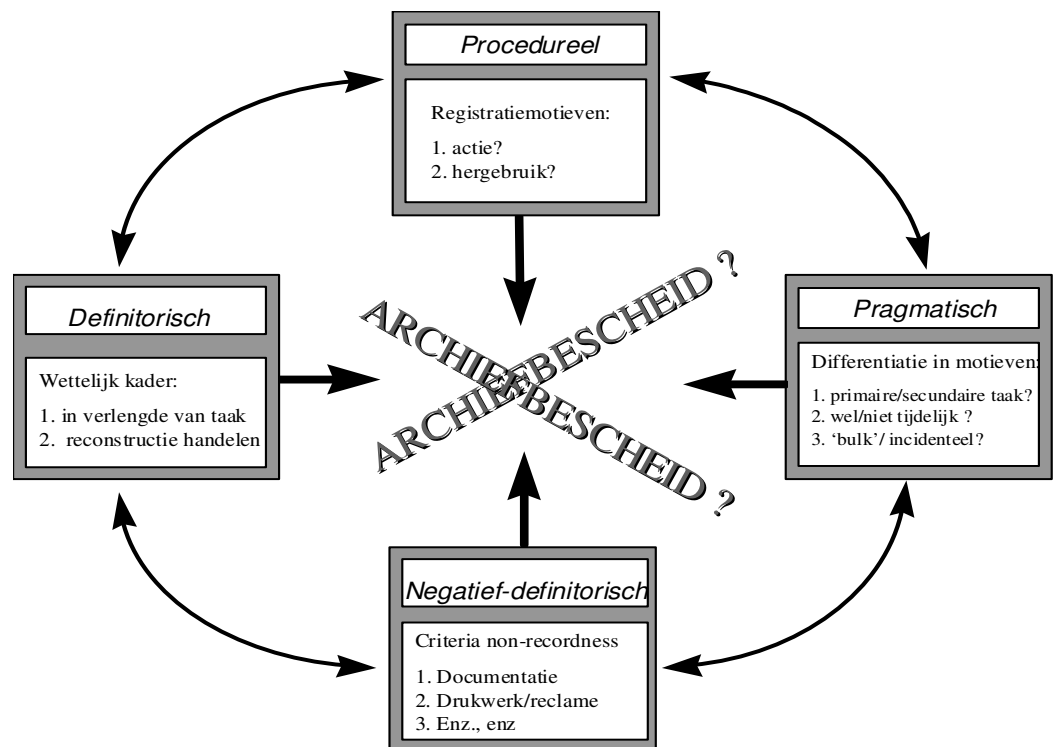 Procedureel
Registratiemotieven:
1. actie?
2. hergebruik?
Definitorisch
Wettelijk kader:
1. in verlengde van taak
2. reconstructie handelen
ARCHIEFBESCHEID ?
ARCHIEFBESCHEID ?
Pragmatisch
Differentiatie in motieven:
1. primaire/secundaire taak?
2. wel/niet tijdelijk ?
3. ‘bulk’/ incidenteel?
Negatief-definitorisch
Criteria non-recordness
1. Documentatie
2. Drukwerk/reclame
3. Enz., enz